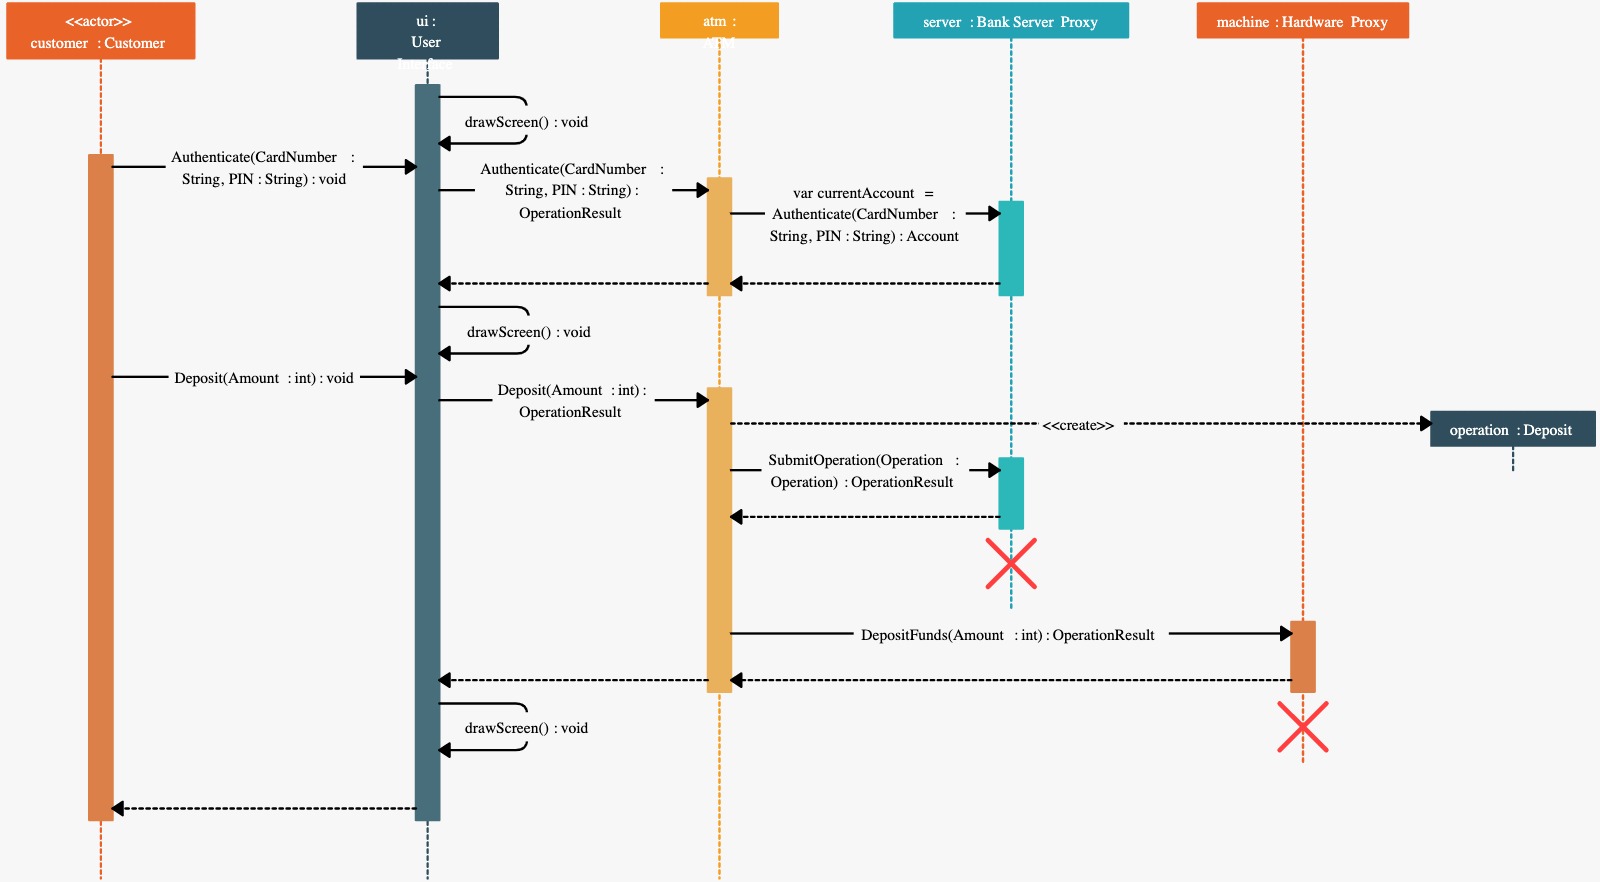 <<actor>>
customer : Customer
ui :
User
Interface
atm :
ATM
server : Bank Server Proxy
machine : Hardware Proxy
drawScreen() : void
Authenticate(CardNumber :
String, PIN : String) : void
Authenticate(CardNumber :
String, PIN : String) :
OperationResult
var currentAccount =
Authenticate(CardNumber :
String, PIN : String) : Account
drawScreen() : void
Deposit(Amount : int) : void
Deposit(Amount : int) :
OperationResult
<<create>>
operation : Deposit
SubmitOperation(Operation :
Operation) : OperationResult
DepositFunds(Amount : int) : OperationResult
drawScreen() : void